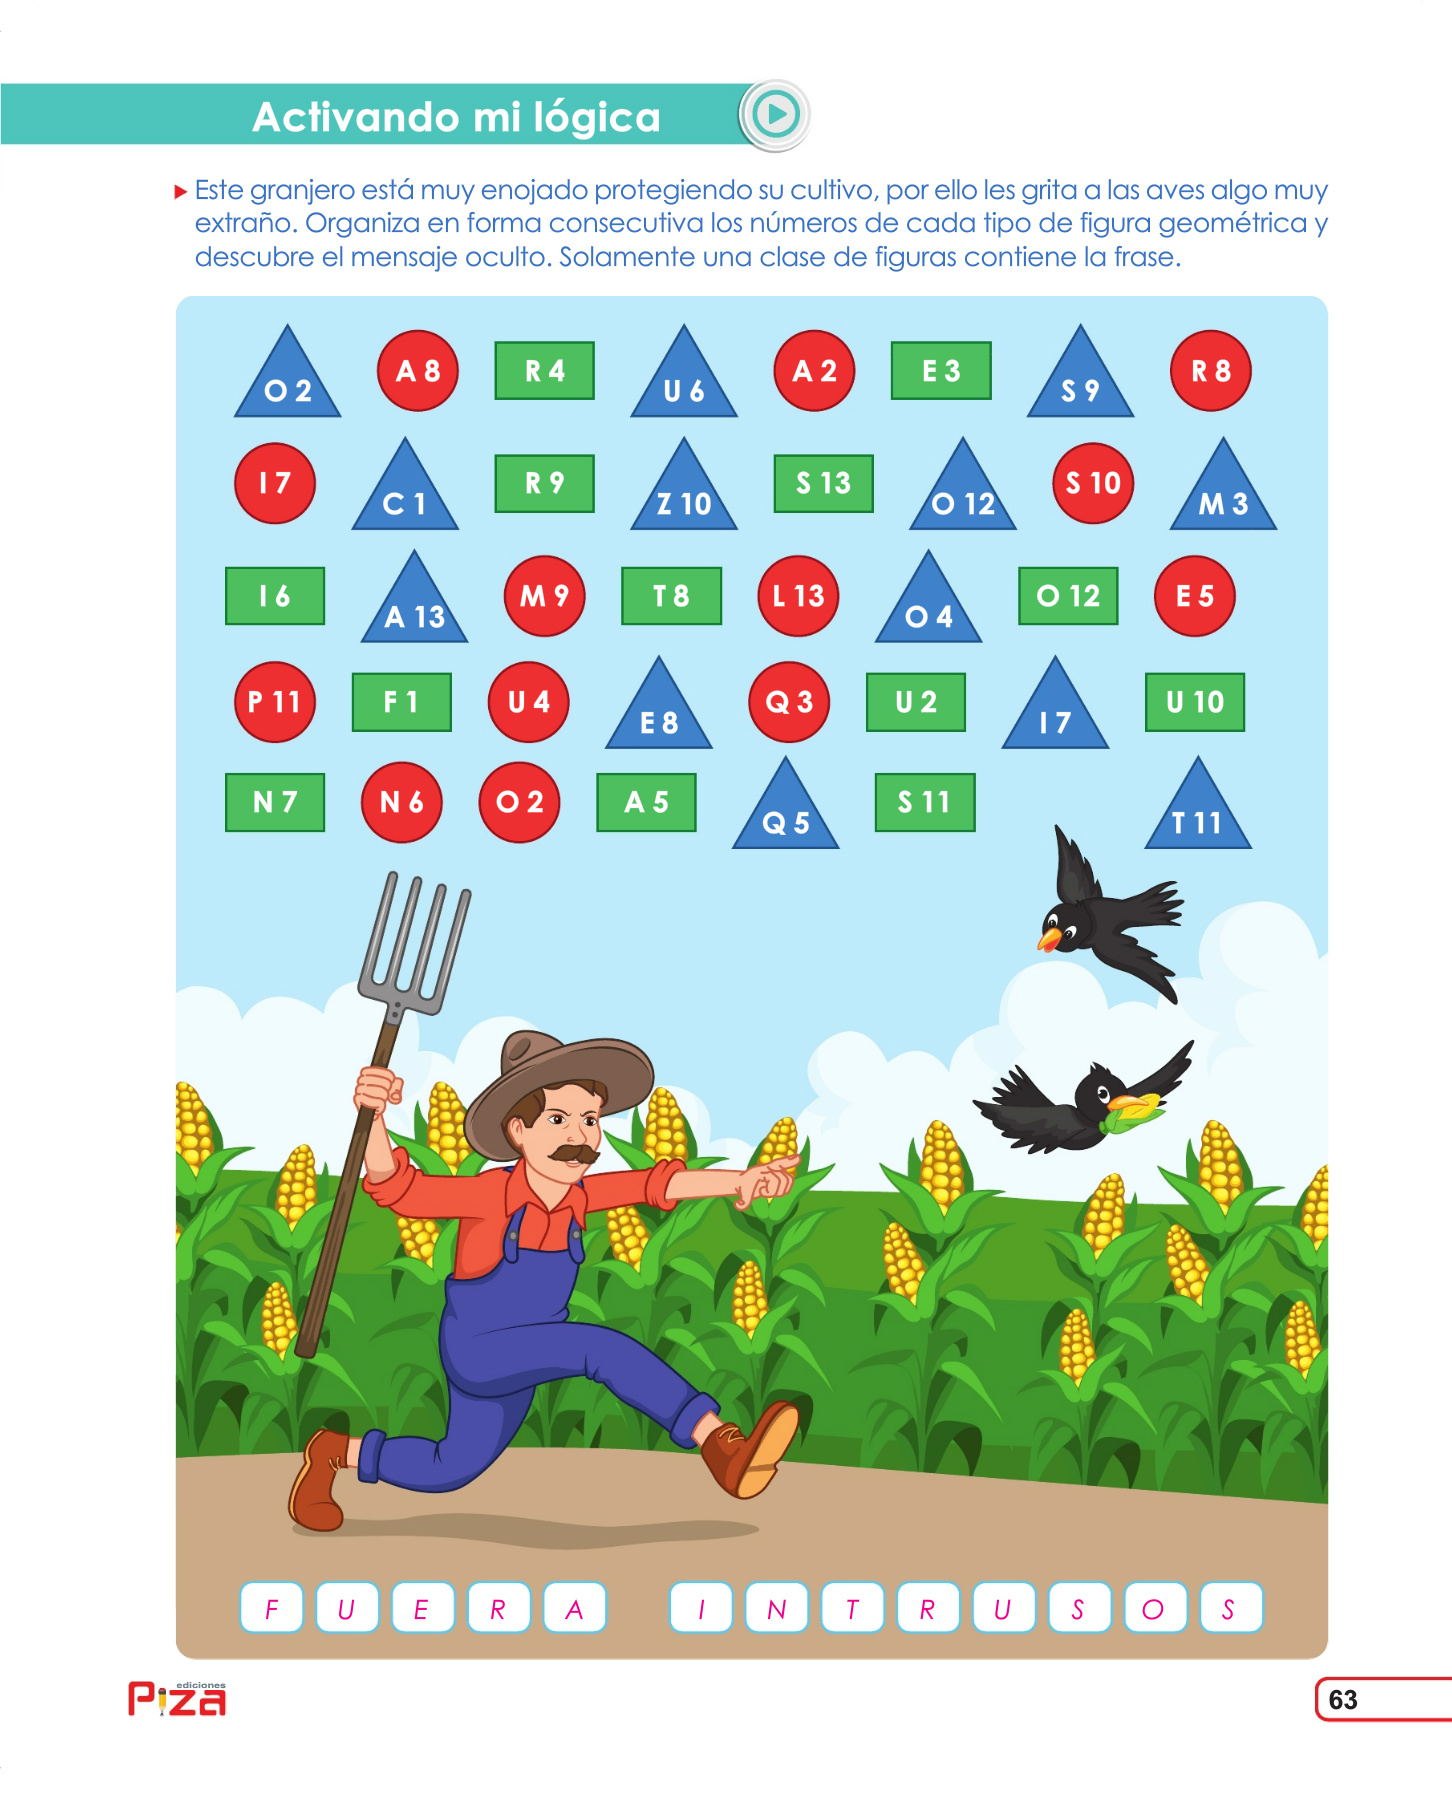 Activando mi lógica
Este granjero está muy enojado protegiendo su cultivo, por ello les grita a las aves algo muy
extraño. Organiza en forma consecutiva los números de cada tipo de figura geométrica y
descubre el mensaje oculto. Solamente una clase de figuras contiene la frase.
O 2 A 8 R 4 U 6 A 2 E 3 S 9 R 8
I 7 C 1 R 9 Z 10 S 13 O 12 S 10 M 3
I 6 A 13 M 9 T 8 L 13 O 4 O 12 E 5
P 11 F 1 U 4 E 8 Q 3 U 2 I 7 U 10
N 7 N 6 O 2 A 5 Q 5 S 11 T 11
F U E R A I N T R U S O S
ediciones
Piza
63